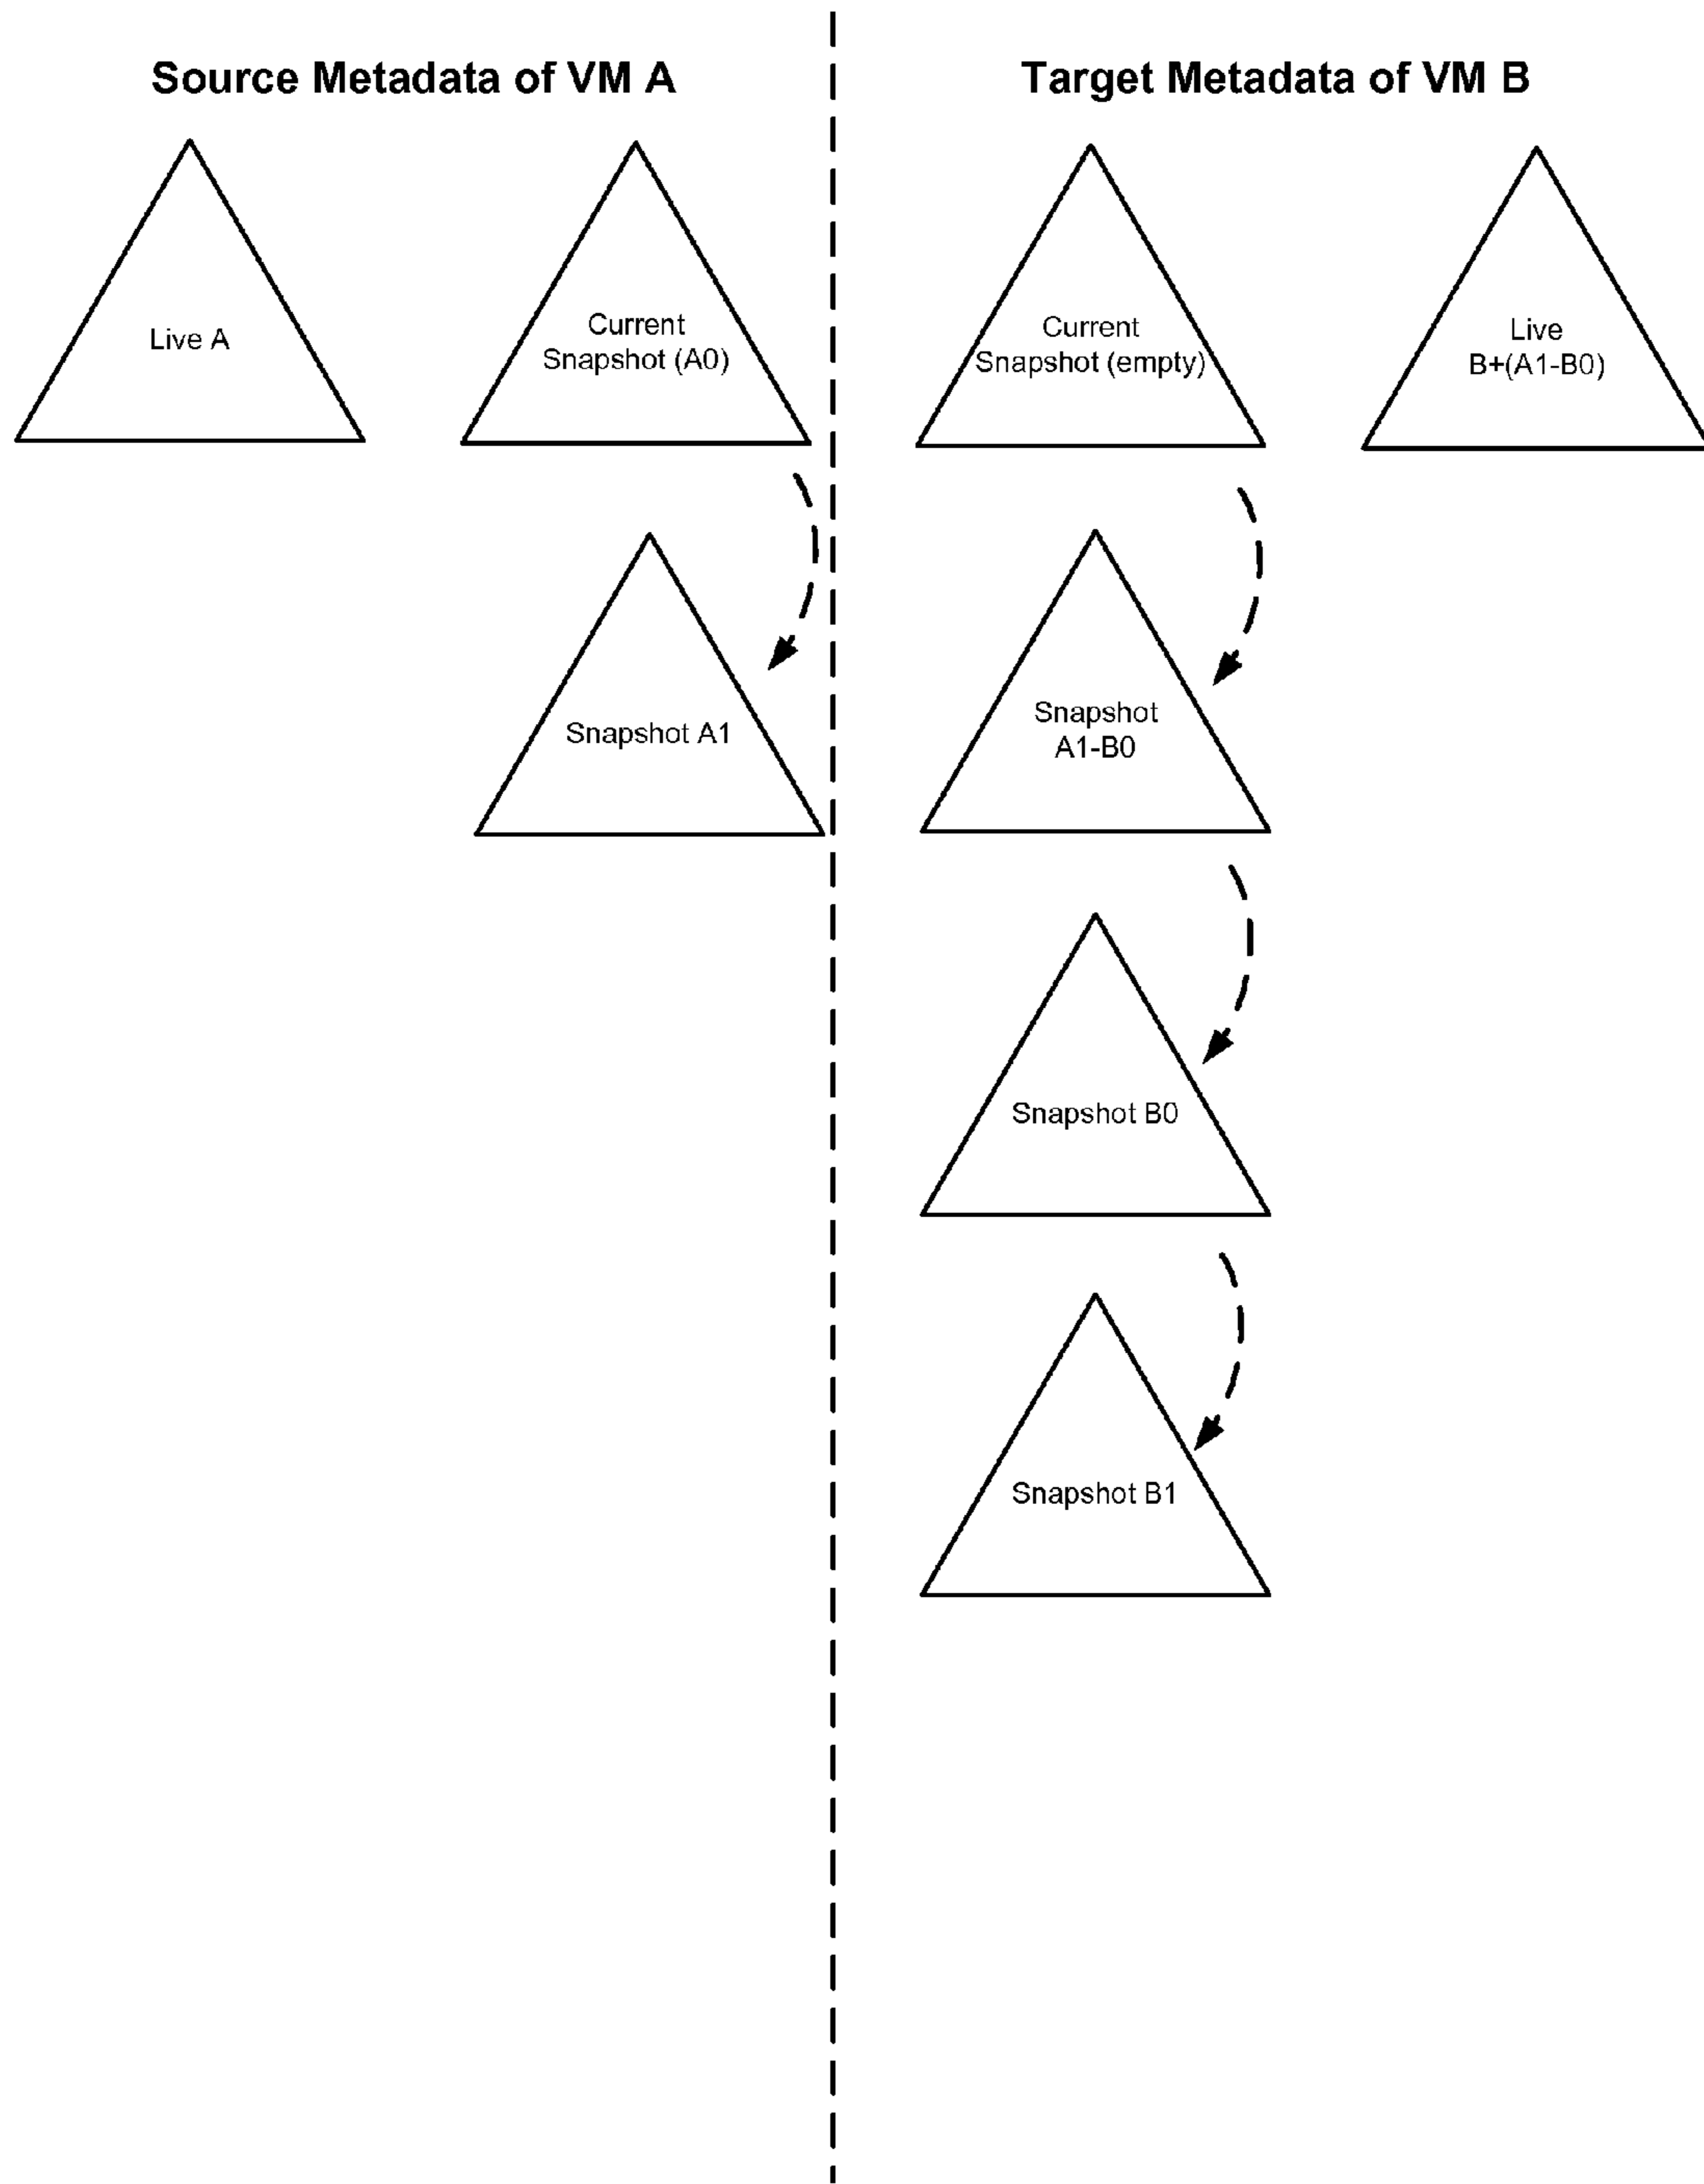 Source Metadata of VM A
Target Metadata of VM B
Live A
Current
Snapshot (A0)
Current
Snapshot (empty)
Live
B+(A1-B0)
Snapshot A1
Snapshot
A1-B0
Snapshot B0
Snapshot B1